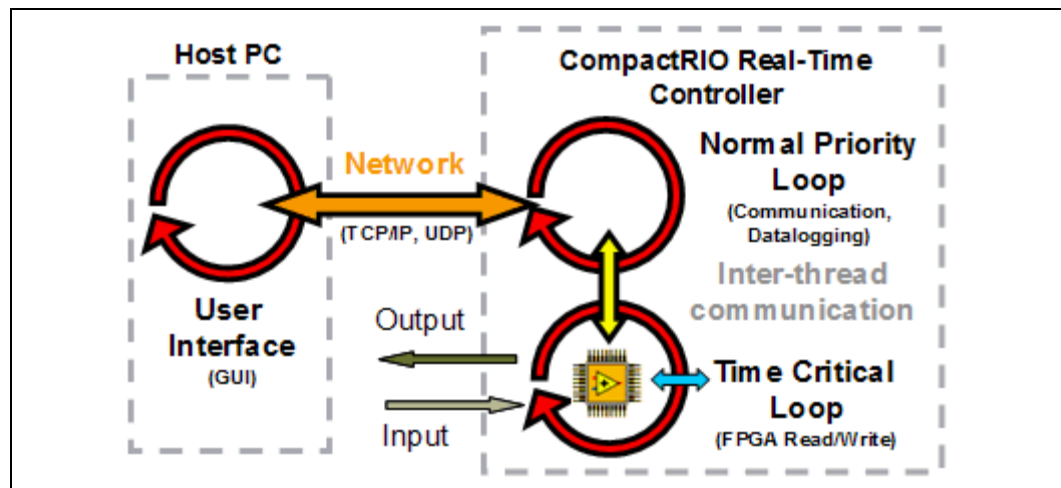 Host PC
CompactRIO Real-Time
Controller
Network
(TCP/IP, UDP)
Normal Priority
Loop
(Communication,
Datalogging)
Inter-thread
communication
User
Interface
(GUI)
Output
Input
Time Critical
Loop
(FPGA Read/Write)